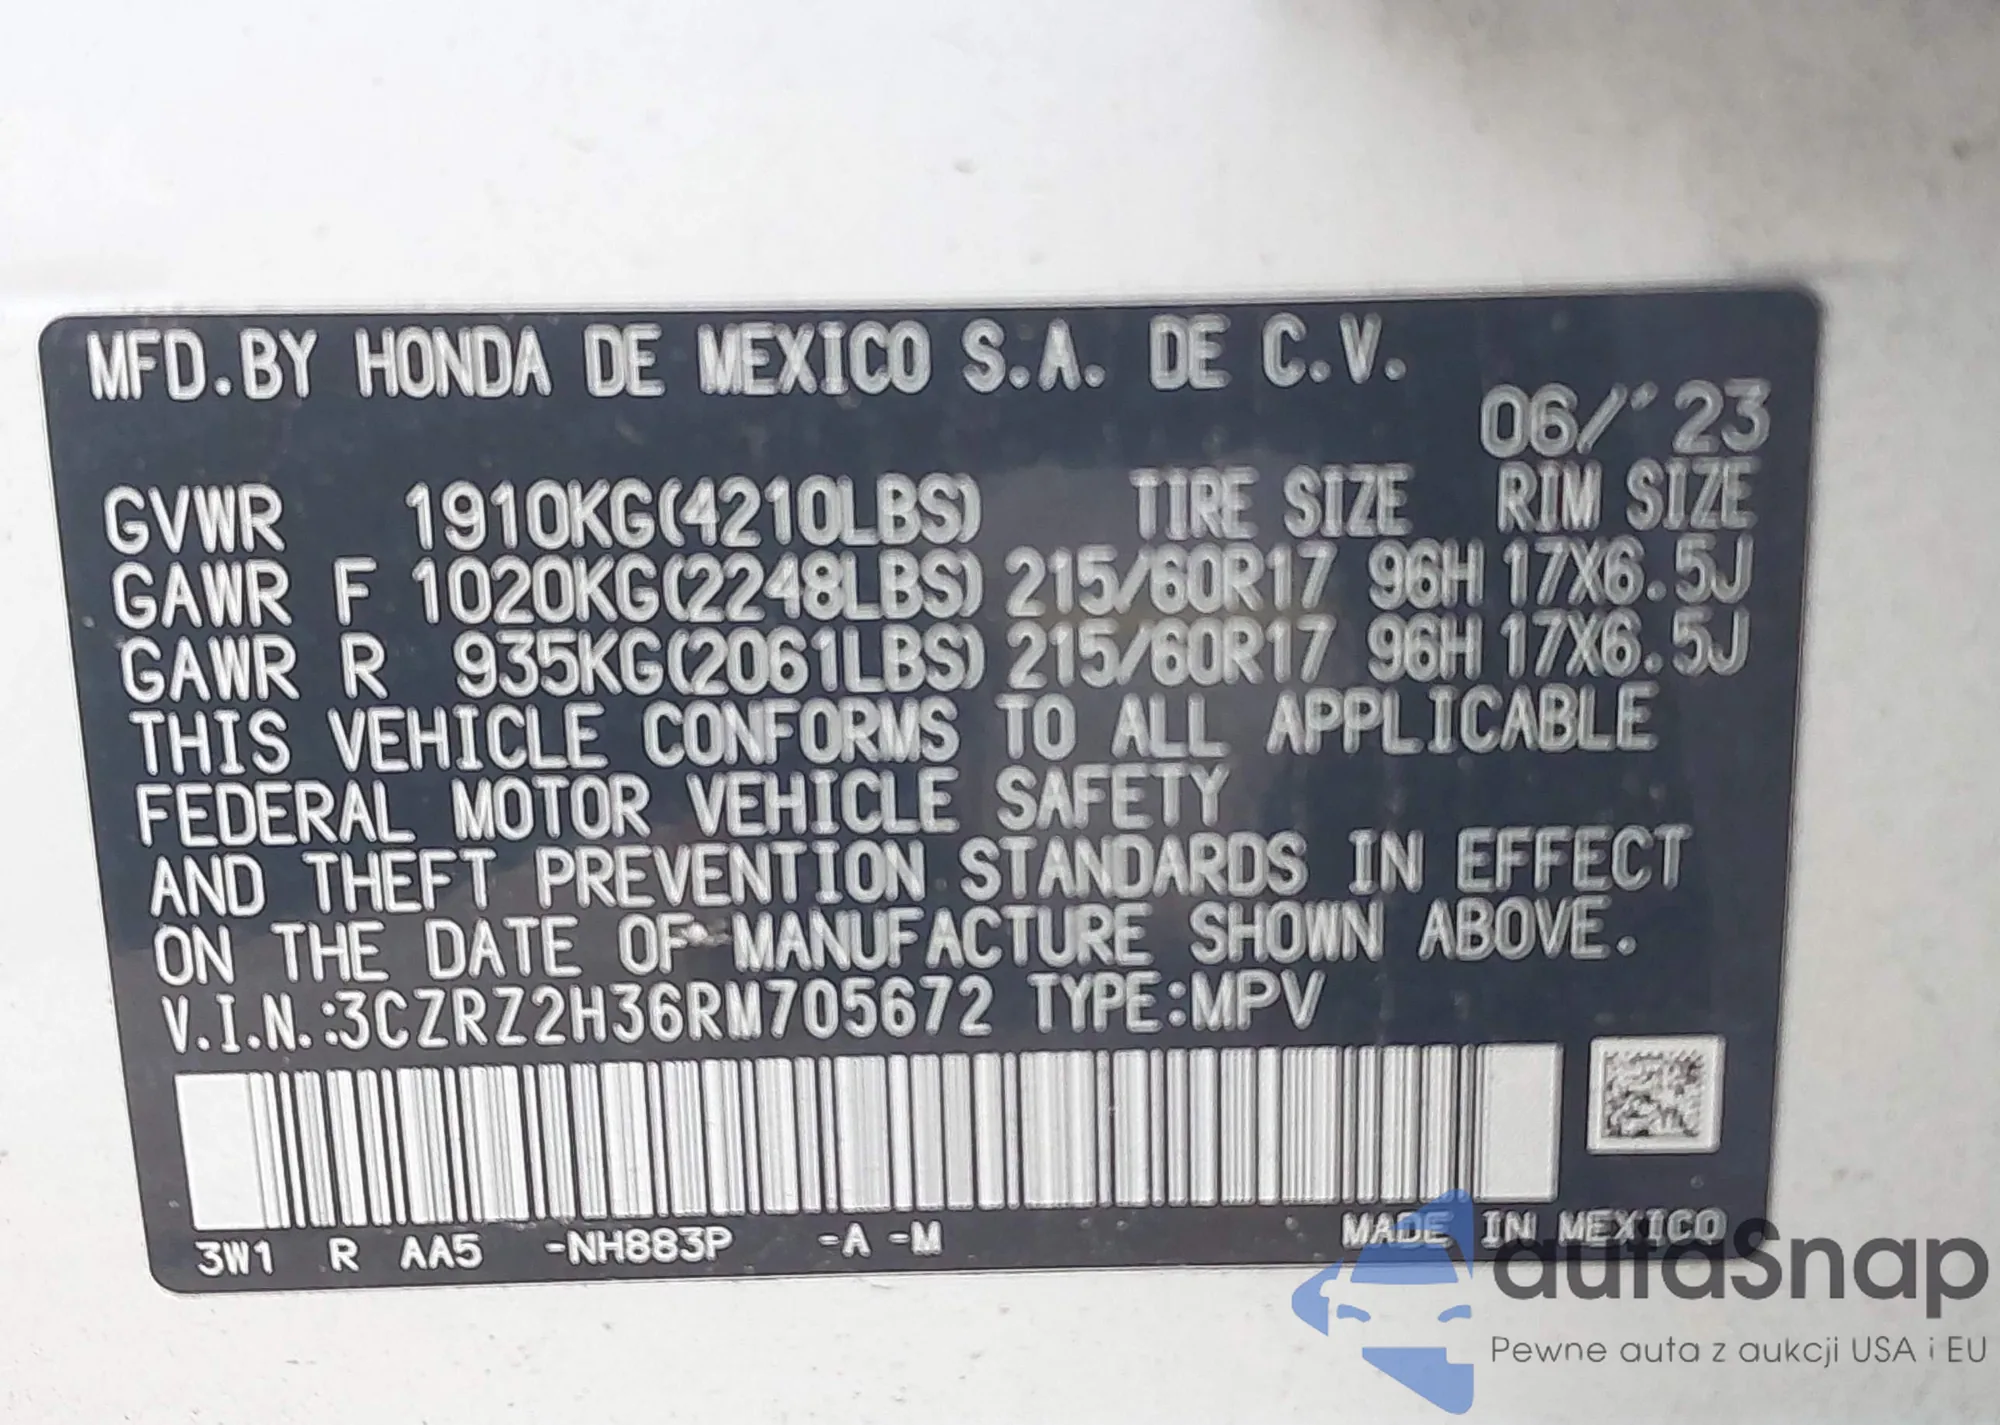 MFD.BY HONDA DE MEXICO S.A. DE C.V.
06/'23
GVWR 1910KG(4210LBS) TIRE SIZE RIM SIZE
GAWR F 1020KG(2248LBS) 215/60R17 96H 17X6.5J
GAWR R 935KG(2061LBS) 215/60R17 96H 17X6.5J
THIS VEHICLE CONFORMS TO ALL APPLICABLE
FEDERAL MOTOR VEHICLE SAFETY
AND THEFT PREVENTION STANDARDS IN EFFECT
ON THE DATE OF MANUFACTURE SHOWN ABOVE.
V.I.N.:3CZRZ2H36RM705672 TYPE:MPV
3W1 R AA5 -NH883P -A -M MADE IN MEXICO
autaSnap
Pewne auta z aukcji USA i EU